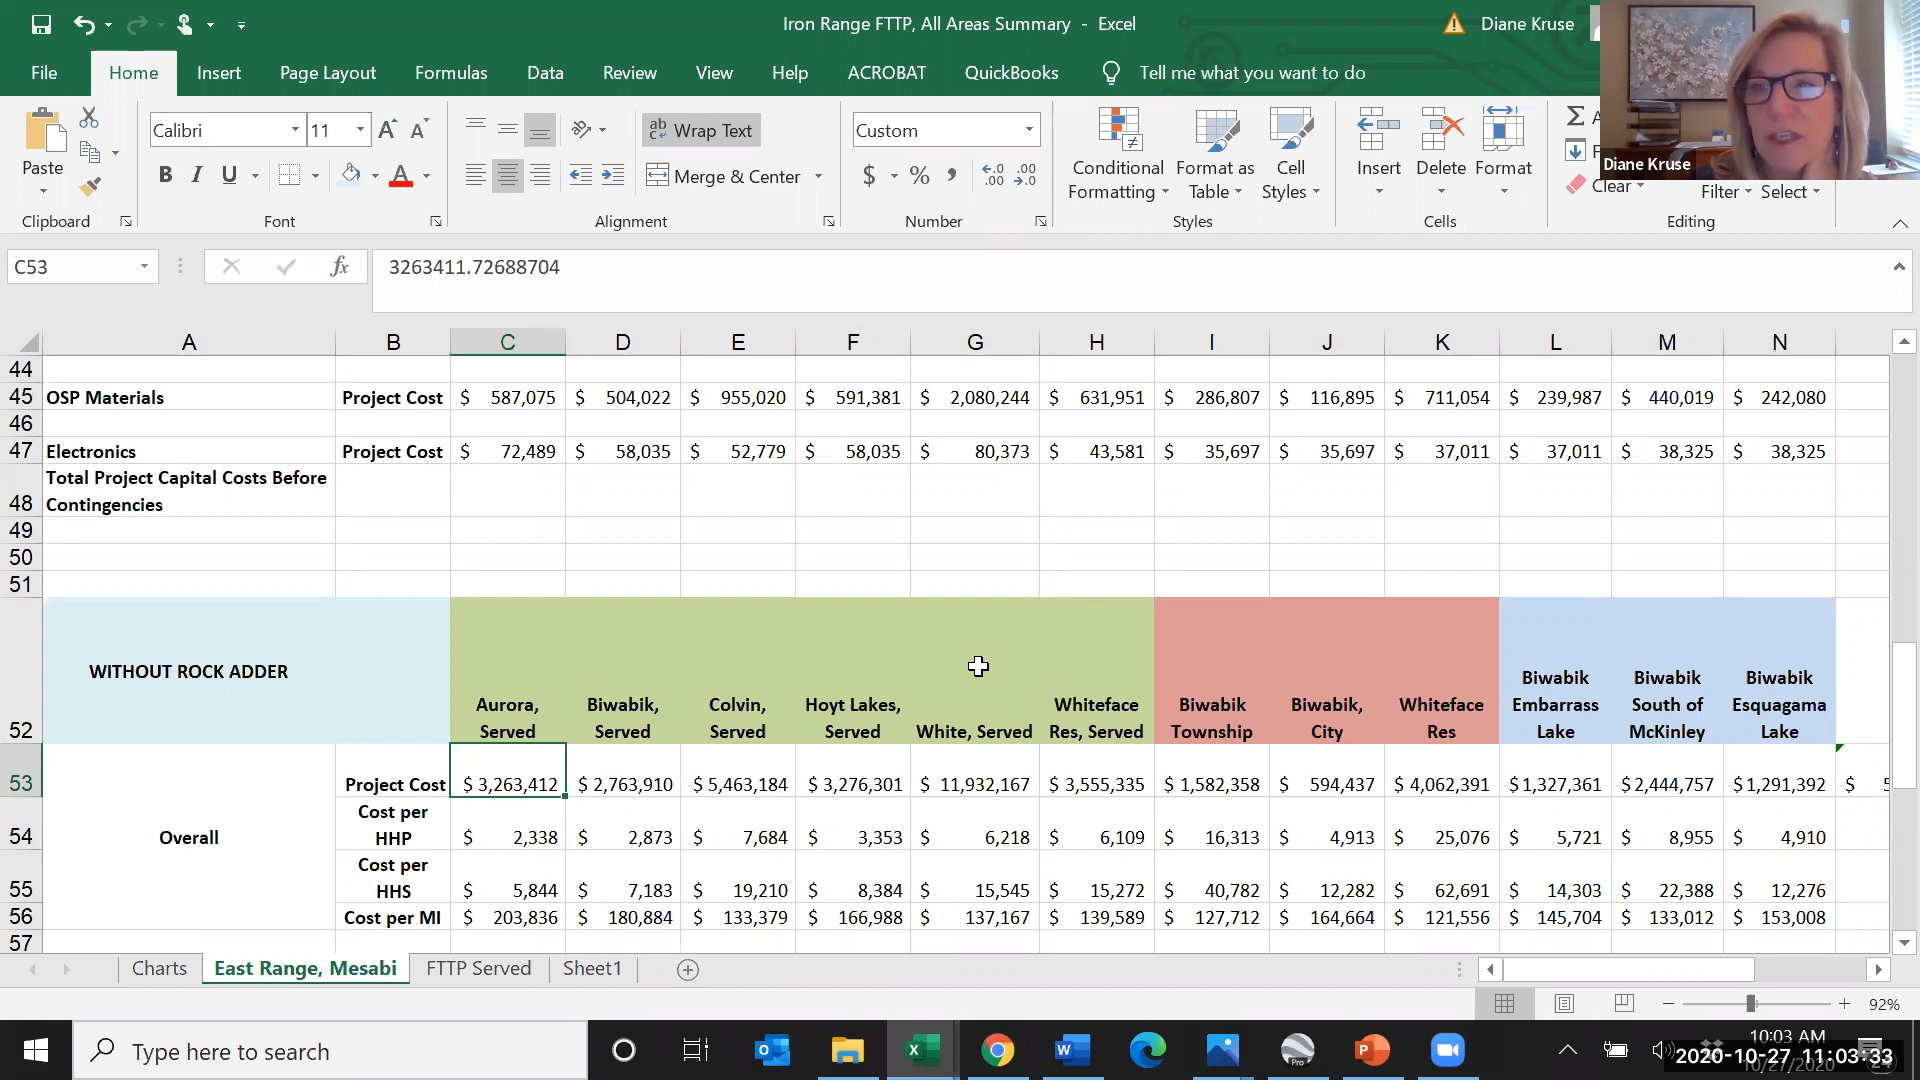 Iron Range FTTP, All Areas Summary - Excel
Diane Kruse
File Home Insert Page Layout Formulas Data Review View Help ACROBAT QuickBooks Tell me what you want to do
Paste
Clipboard
Calibri 11
B I U
Font
ab Wrap Text
Merge & Center
Alignment
Custom
$ % ,
Number
Conditional Formatting
Format as Table
Cell Styles
Styles
Insert Delete Format
Cells
Clear
Filter Select
Editing
Diane Kruse
C53 fx 3263411.72688704
A B C D E F G H I J K L M N
44
45 OSP Materials Project Cost $ 587,075 $ 504,022 $ 955,020 $ 591,381 $ 2,080,244 $ 631,951 $ 286,807 $ 116,895 $ 711,054 $ 239,987 $ 440,019 $ 242,080
46
47 Electronics Project Cost $ 72,489 $ 58,035 $ 52,779 $ 58,035 $ 80,373 $ 43,581 $ 35,697 $ 35,697 $ 37,011 $ 37,011 $ 38,325 $ 38,325
Total Project Capital Costs Before
48 Contingencies
49
50
51
WITHOUT ROCK ADDER
52
Aurora, Served
Biwabik, Served
Colvin, Served
Hoyt Lakes, Served
White, Served
Whiteface Res, Served
Biwabik Township
Biwabik, City
Whiteface Res
Biwabik Embarrass Lake
Biwabik South of McKinley
Biwabik Esquagama Lake
53 Project Cost $ 3,263,412 $ 2,763,910 $ 5,463,184 $ 3,276,301 $ 11,932,167 $ 3,555,335 $ 1,582,358 $ 594,437 $ 4,062,391 $ 1,327,361 $ 2,444,757 $ 1,291,392 $
Overall
54 Cost per HHP $ 2,338 $ 2,873 $ 7,684 $ 3,353 $ 6,218 $ 6,109 $ 16,313 $ 4,913 $ 25,076 $ 5,721 $ 8,955 $ 4,910
55 Cost per HHS $ 5,844 $ 7,183 $ 19,210 $ 8,384 $ 15,545 $ 15,272 $ 40,782 $ 12,282 $ 62,691 $ 14,303 $ 22,388 $ 12,276
56 Cost per MI $ 203,836 $ 180,884 $ 133,379 $ 166,988 $ 137,167 $ 139,589 $ 127,712 $ 164,664 $ 121,556 $ 145,704 $ 133,012 $ 153,008
57
Charts East Range, Mesabi FTTP Served Sheet1
92%
Type here to search
10:03 AM
2020-10-27 11:03:33
10/27/2020